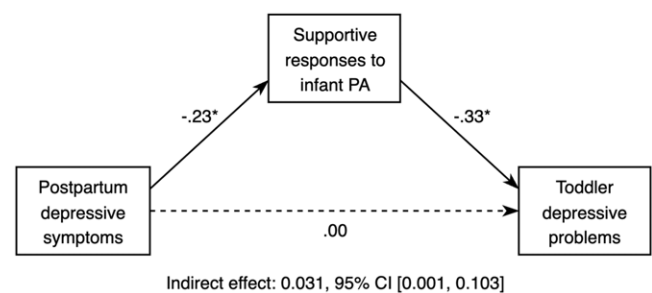 Supportive
responses to
infant PA
-.23*
-.33*
Postpartum
depressive
symptoms
Toddler
depressive
problems
.00
Indirect effect: 0.031, 95% CI [0.001, 0.103]